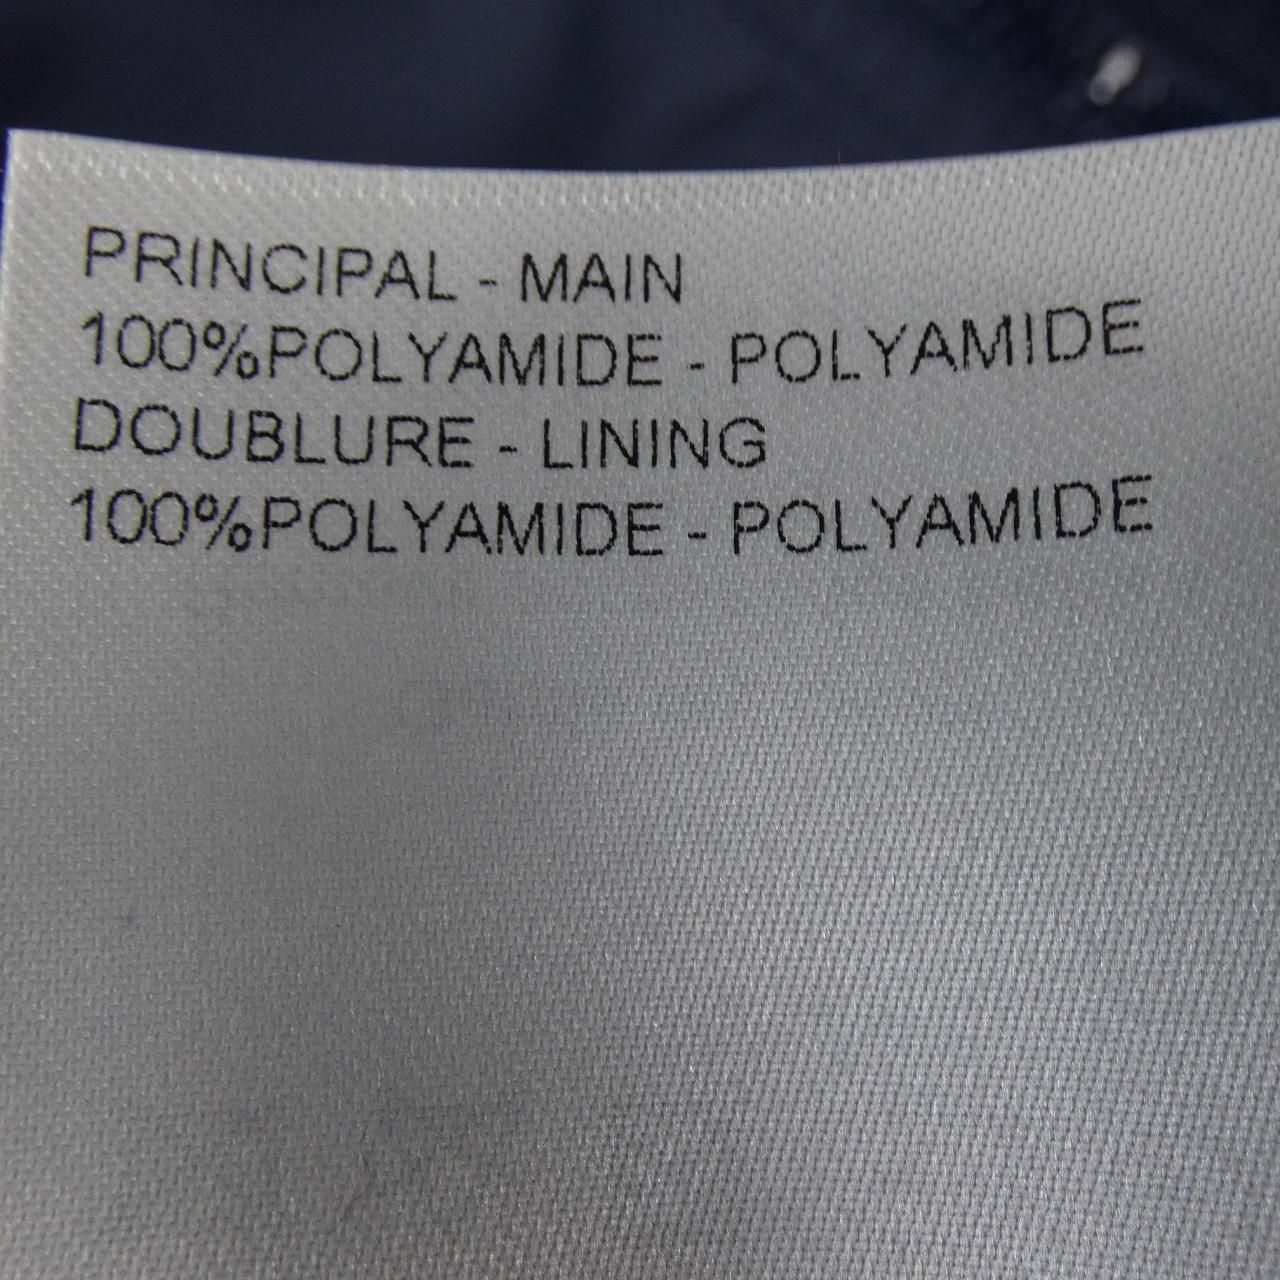 PRINCIPAL - MAIN
100%POLYAMIDE - POLYAMIDE
DOUBLURE - LINING
100%POLYAMIDE - POLYAMIDE